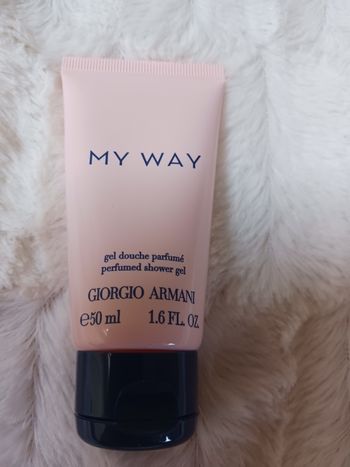 MY WAY
gel douche parfumé
perfumed shower gel
GIORGIO ARMANI
℮50 ml 1.6 FL. OZ.